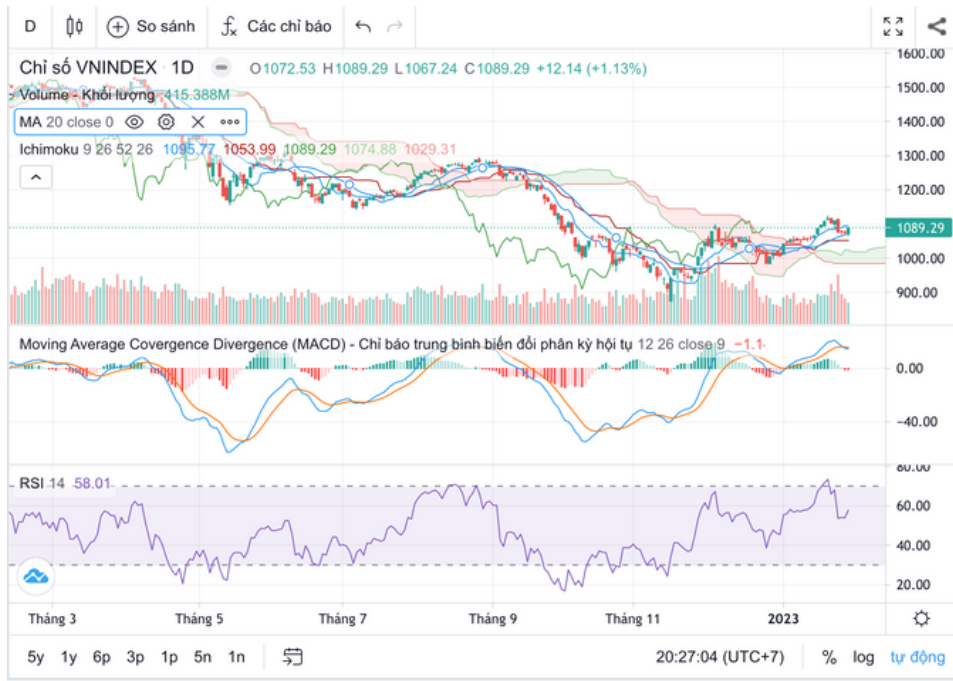 D So sánh Các chỉ báo
Chỉ số VNINDEX · 1D O1072.53 H1089.29 L1067.24 C1089.29 +12.14 (+1.13%)
Volume - Khối lượng 415.388M
MA 20 close 0
Ichimoku 9 26 52 26 1095.77 1053.99 1089.29 1074.88 1029.31
1600.00
1500.00
1400.00
1300.00
1200.00
1089.29
1000.00
900.00
Moving Average Covergence Divergence (MACD) - Chỉ báo trung bình biến đổi phân kỳ hội tụ 12 26 close 9 −1.1
0.00
−40.00
RSI 14 58.01
80.00
60.00
40.00
20.00
Tháng 3 Tháng 5 Tháng 7 Tháng 9 Tháng 11 2023
5y 1y 6p 3p 1p 5n 1n 20:27:04 (UTC+7) % log tự động